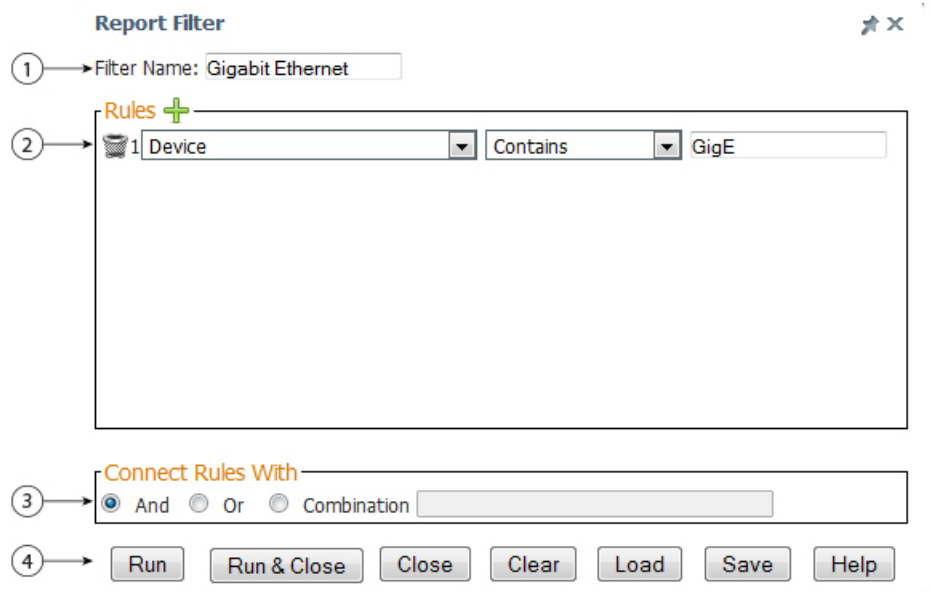 Report Filter
1 Filter Name: Gigabit Ethernet
Rules
2 1 Device Contains GigE
Connect Rules With
3 And Or Combination
4 Run Run & Close Close Clear Load Save Help